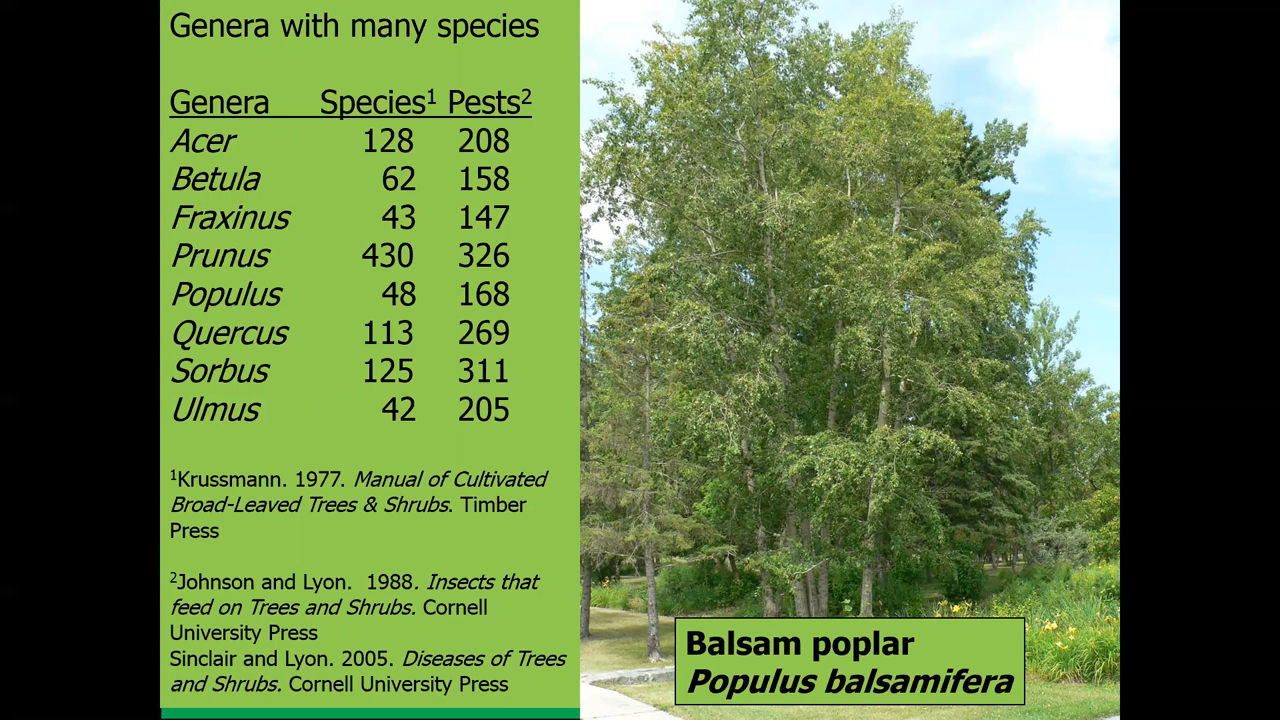 Genera with many species
Genera Species¹ Pests²
Acer 128 208
Betula 62 158
Fraxinus 43 147
Prunus 430 326
Populus 48 168
Quercus 113 269
Sorbus 125 311
Ulmus 42 205
¹Krussmann. 1977. Manual of Cultivated
Broad-Leaved Trees & Shrubs. Timber
Press
²Johnson and Lyon. 1988. Insects that
feed on Trees and Shrubs. Cornell
University Press
Sinclair and Lyon. 2005. Diseases of Trees
and Shrubs. Cornell University Press
Balsam poplar
Populus balsamifera